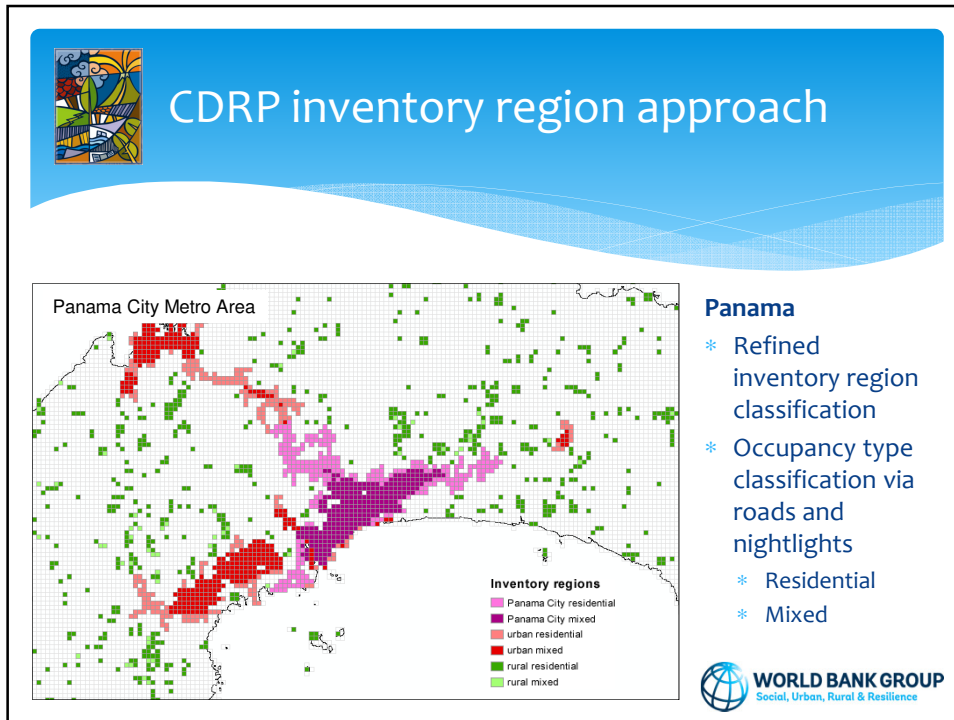 CDRP inventory region approach
Panama City Metro Area
Inventory regions
Panama City residential
Panama City mixed
urban residential
urban mixed
rural residential
rural mixed
Panama
* Refined
inventory region
classification
* Occupancy type
classification via
roads and
nightlights
* Residential
* Mixed
WORLD BANK GROUP
Social, Urban, Rural & Resilience